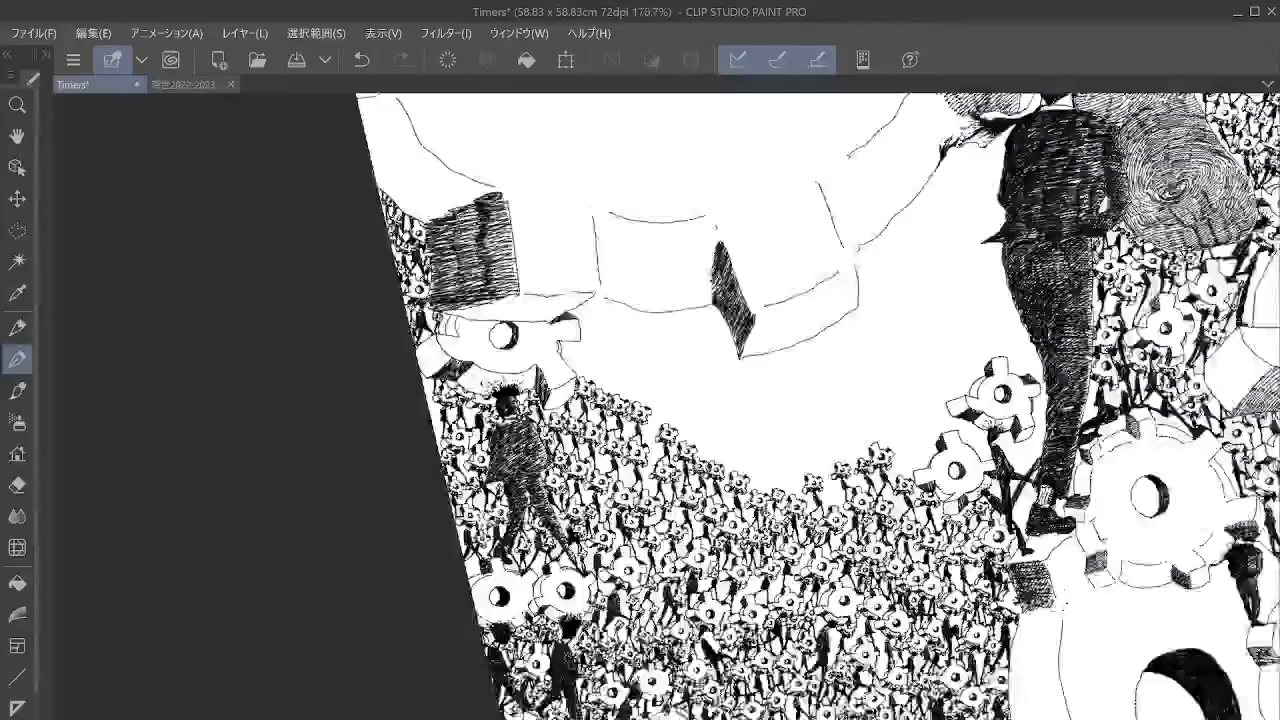 Timers* (58.83 x 58.83cm 72dpi 178.7%) - CLIP STUDIO PAINT PRO
ファイル(F) 編集(E) アニメーション(A) レイヤー(L) 選択範囲(S) 表示(V) フィルター(I) ウィンドウ(W) ヘルプ(H)
Timers* 2022-2023